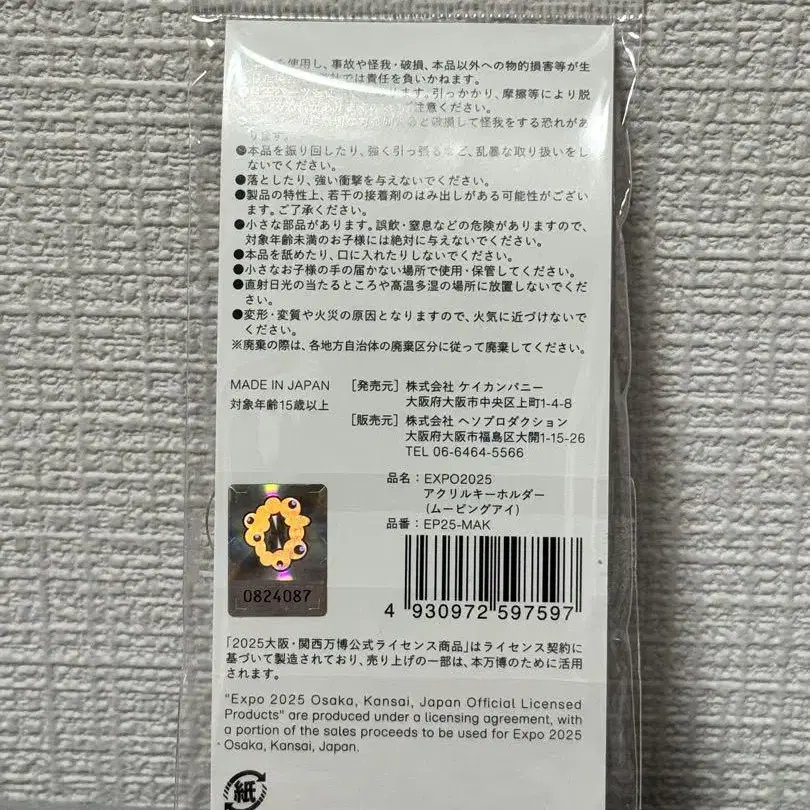 を使用し、事故や怪我・破損、本品以外への物的損害等が生
では責任を負いかねます。
ります。引っかかり、摩擦等により脱
ご注意ください。
と破損して怪我をする恐れがあ
ります。
●本品を振り回したり、強く引っ張るなど、乱暴な取り扱いをし
ないでください。
●落としたり、強い衝撃を与えないでください。
●製品の特性上、若干の接着剤のはみ出しがある可能性がござい
ます。ご了承ください。
●小さな部品があります。誤飲・窒息などの危険がありますので、
対象年齢未満のお子様には絶対に与えないでください。
●本品を舐めたり、口に入れたりしないでください。
●小さなお子様の手の届かない場所で使用・保管してください。
●直射日光の当たるところや高温多湿の場所に放置しないでくだ
さい。
●変形・変質や火災の原因となりますので、火気に近づけないで
ください。
※廃棄の際は、各地方自治体の廃棄区分に従って廃棄してください。
MADE IN JAPAN
対象年齢15歳以上
[発売元] 株式会社 ケイカンパニー
大阪府大阪市中央区上町1-4-8
[販売元] 株式会社 ヘソプロダクション
大阪府大阪市福島区大開1-15-26
TEL 06-6464-5566
品名：EXPO2025
アクリルキーホルダー
(ムービングアイ)
品番：EP25-MAK
0824087
4 930972 597597
「2025大阪・関西万博公式ライセンス商品」はライセンス契約に
基づいて製造されており、売り上げの一部は、本万博のために活用
されます。
"Expo 2025 Osaka, Kansai, Japan Official Licensed
Products" are produced under a licensing agreement, with
a portion of the sales proceeds to be used for Expo 2025
Osaka, Kansai, Japan.
紙